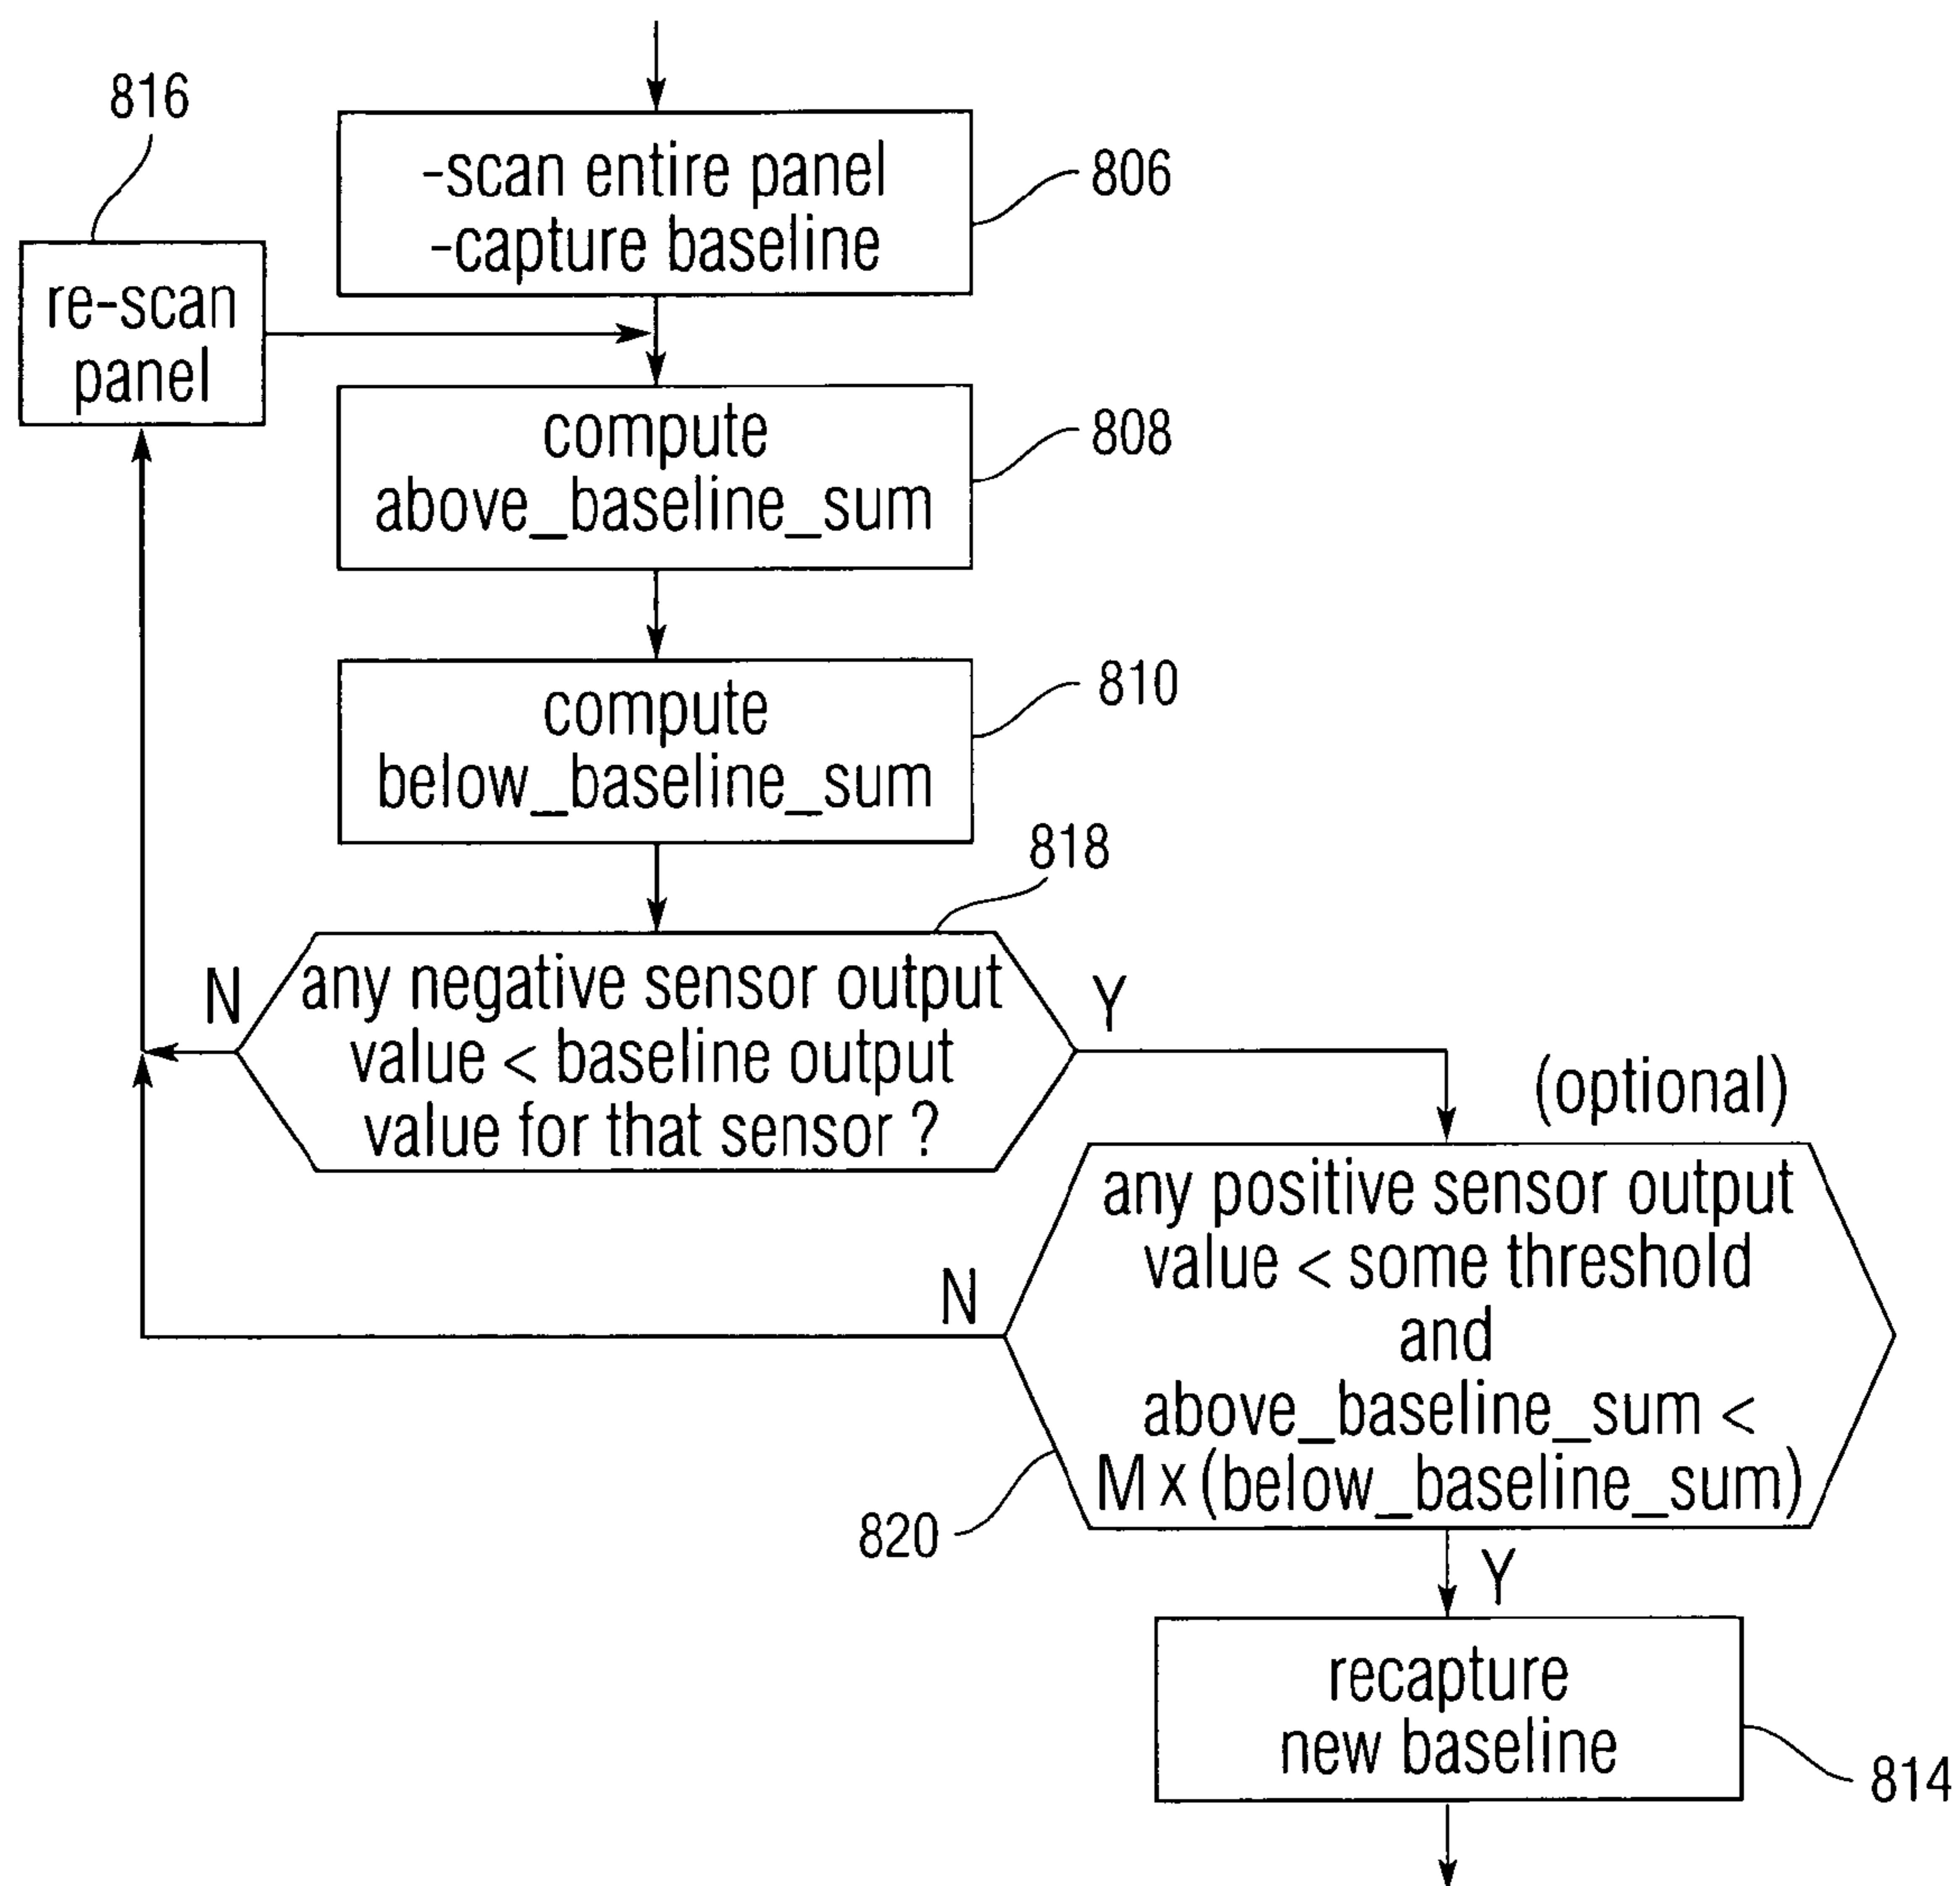 816
-scan entire panel
-capture baseline
806
re-scan
panel
compute
above_baseline_sum
808
compute
below_baseline_sum
810
818
N
any negative sensor output
value < baseline output
value for that sensor ?
Y
(optional)
any positive sensor output
value < some threshold
and
above_baseline_sum <
M x (below_baseline_sum)
N
820
Y
recapture
new baseline
814